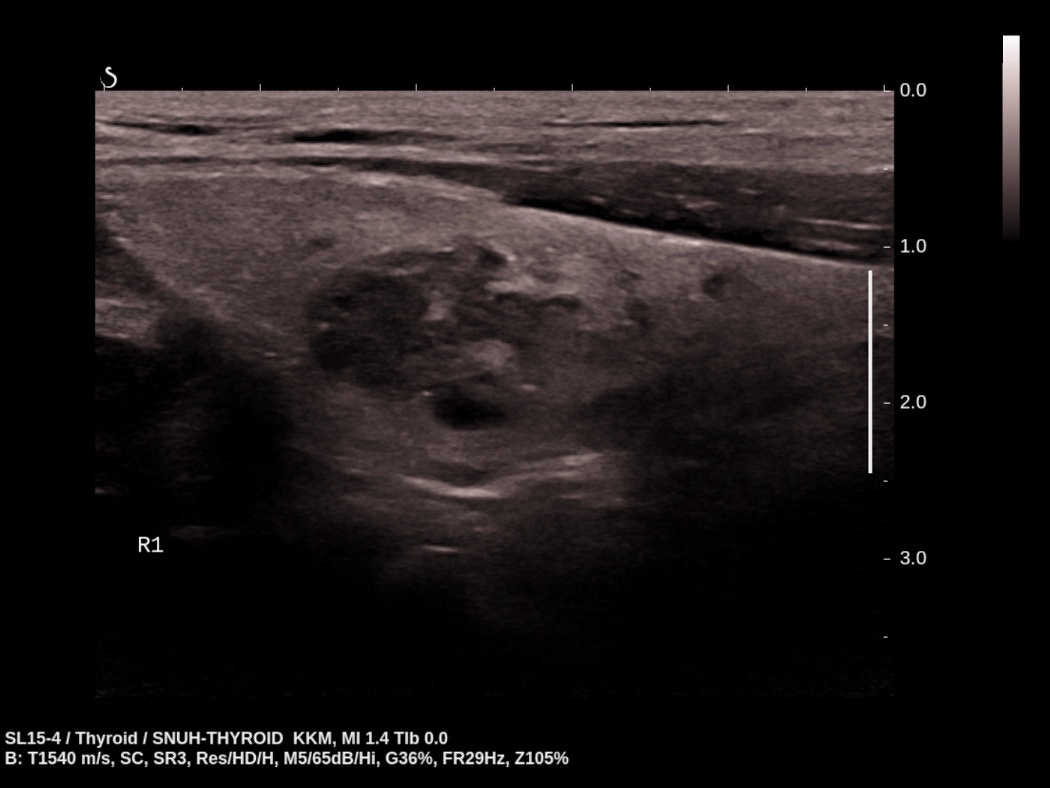 S
0.0
1.0
2.0
3.0
R1
SL15-4 / Thyroid / SNUH-THYROID  KKM, MI 1.4 TIb 0.0
B: T1540 m/s, SC, SR3, Res/HD/H, M5/65dB/Hi, G36%, FR29Hz, Z105%